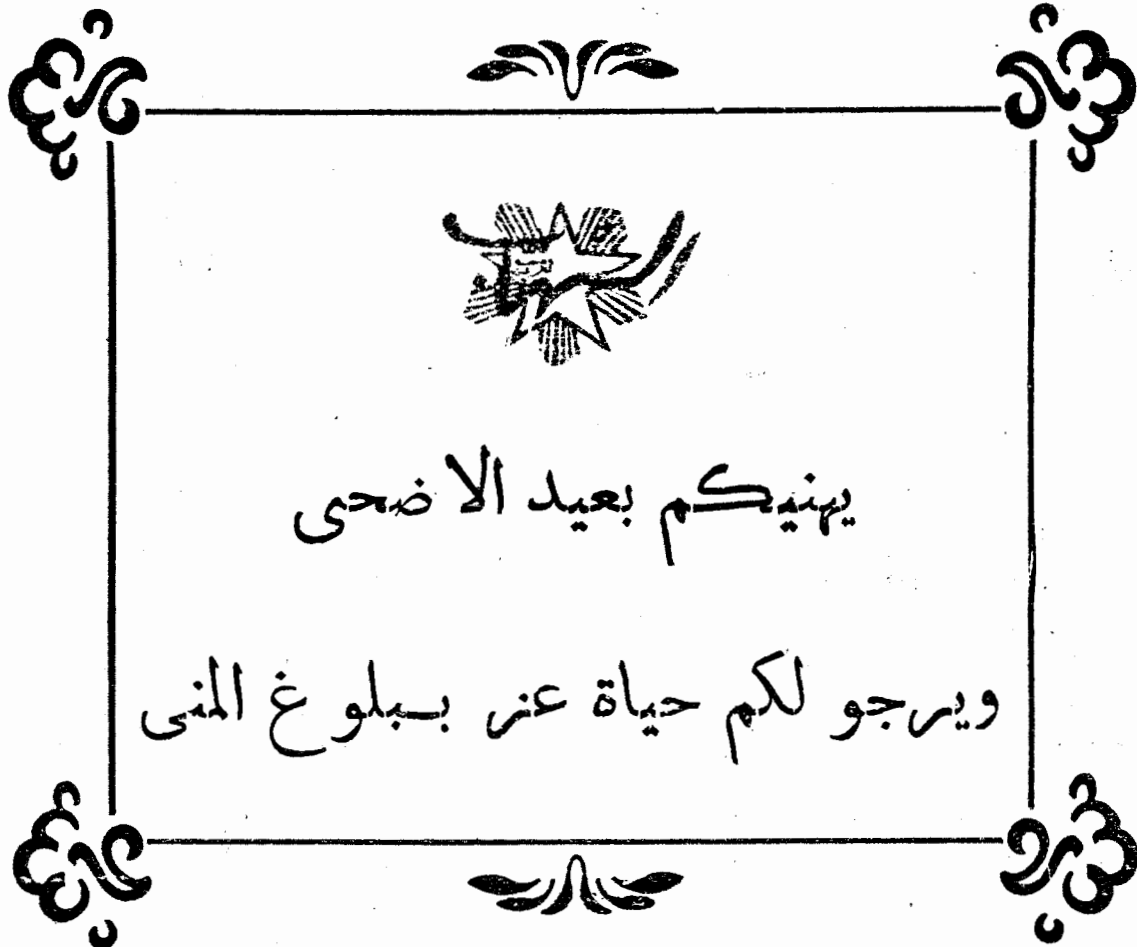 يهنيكم بعيد الاضحى
ويرجو لكم حياة عز ببلوغ المنى